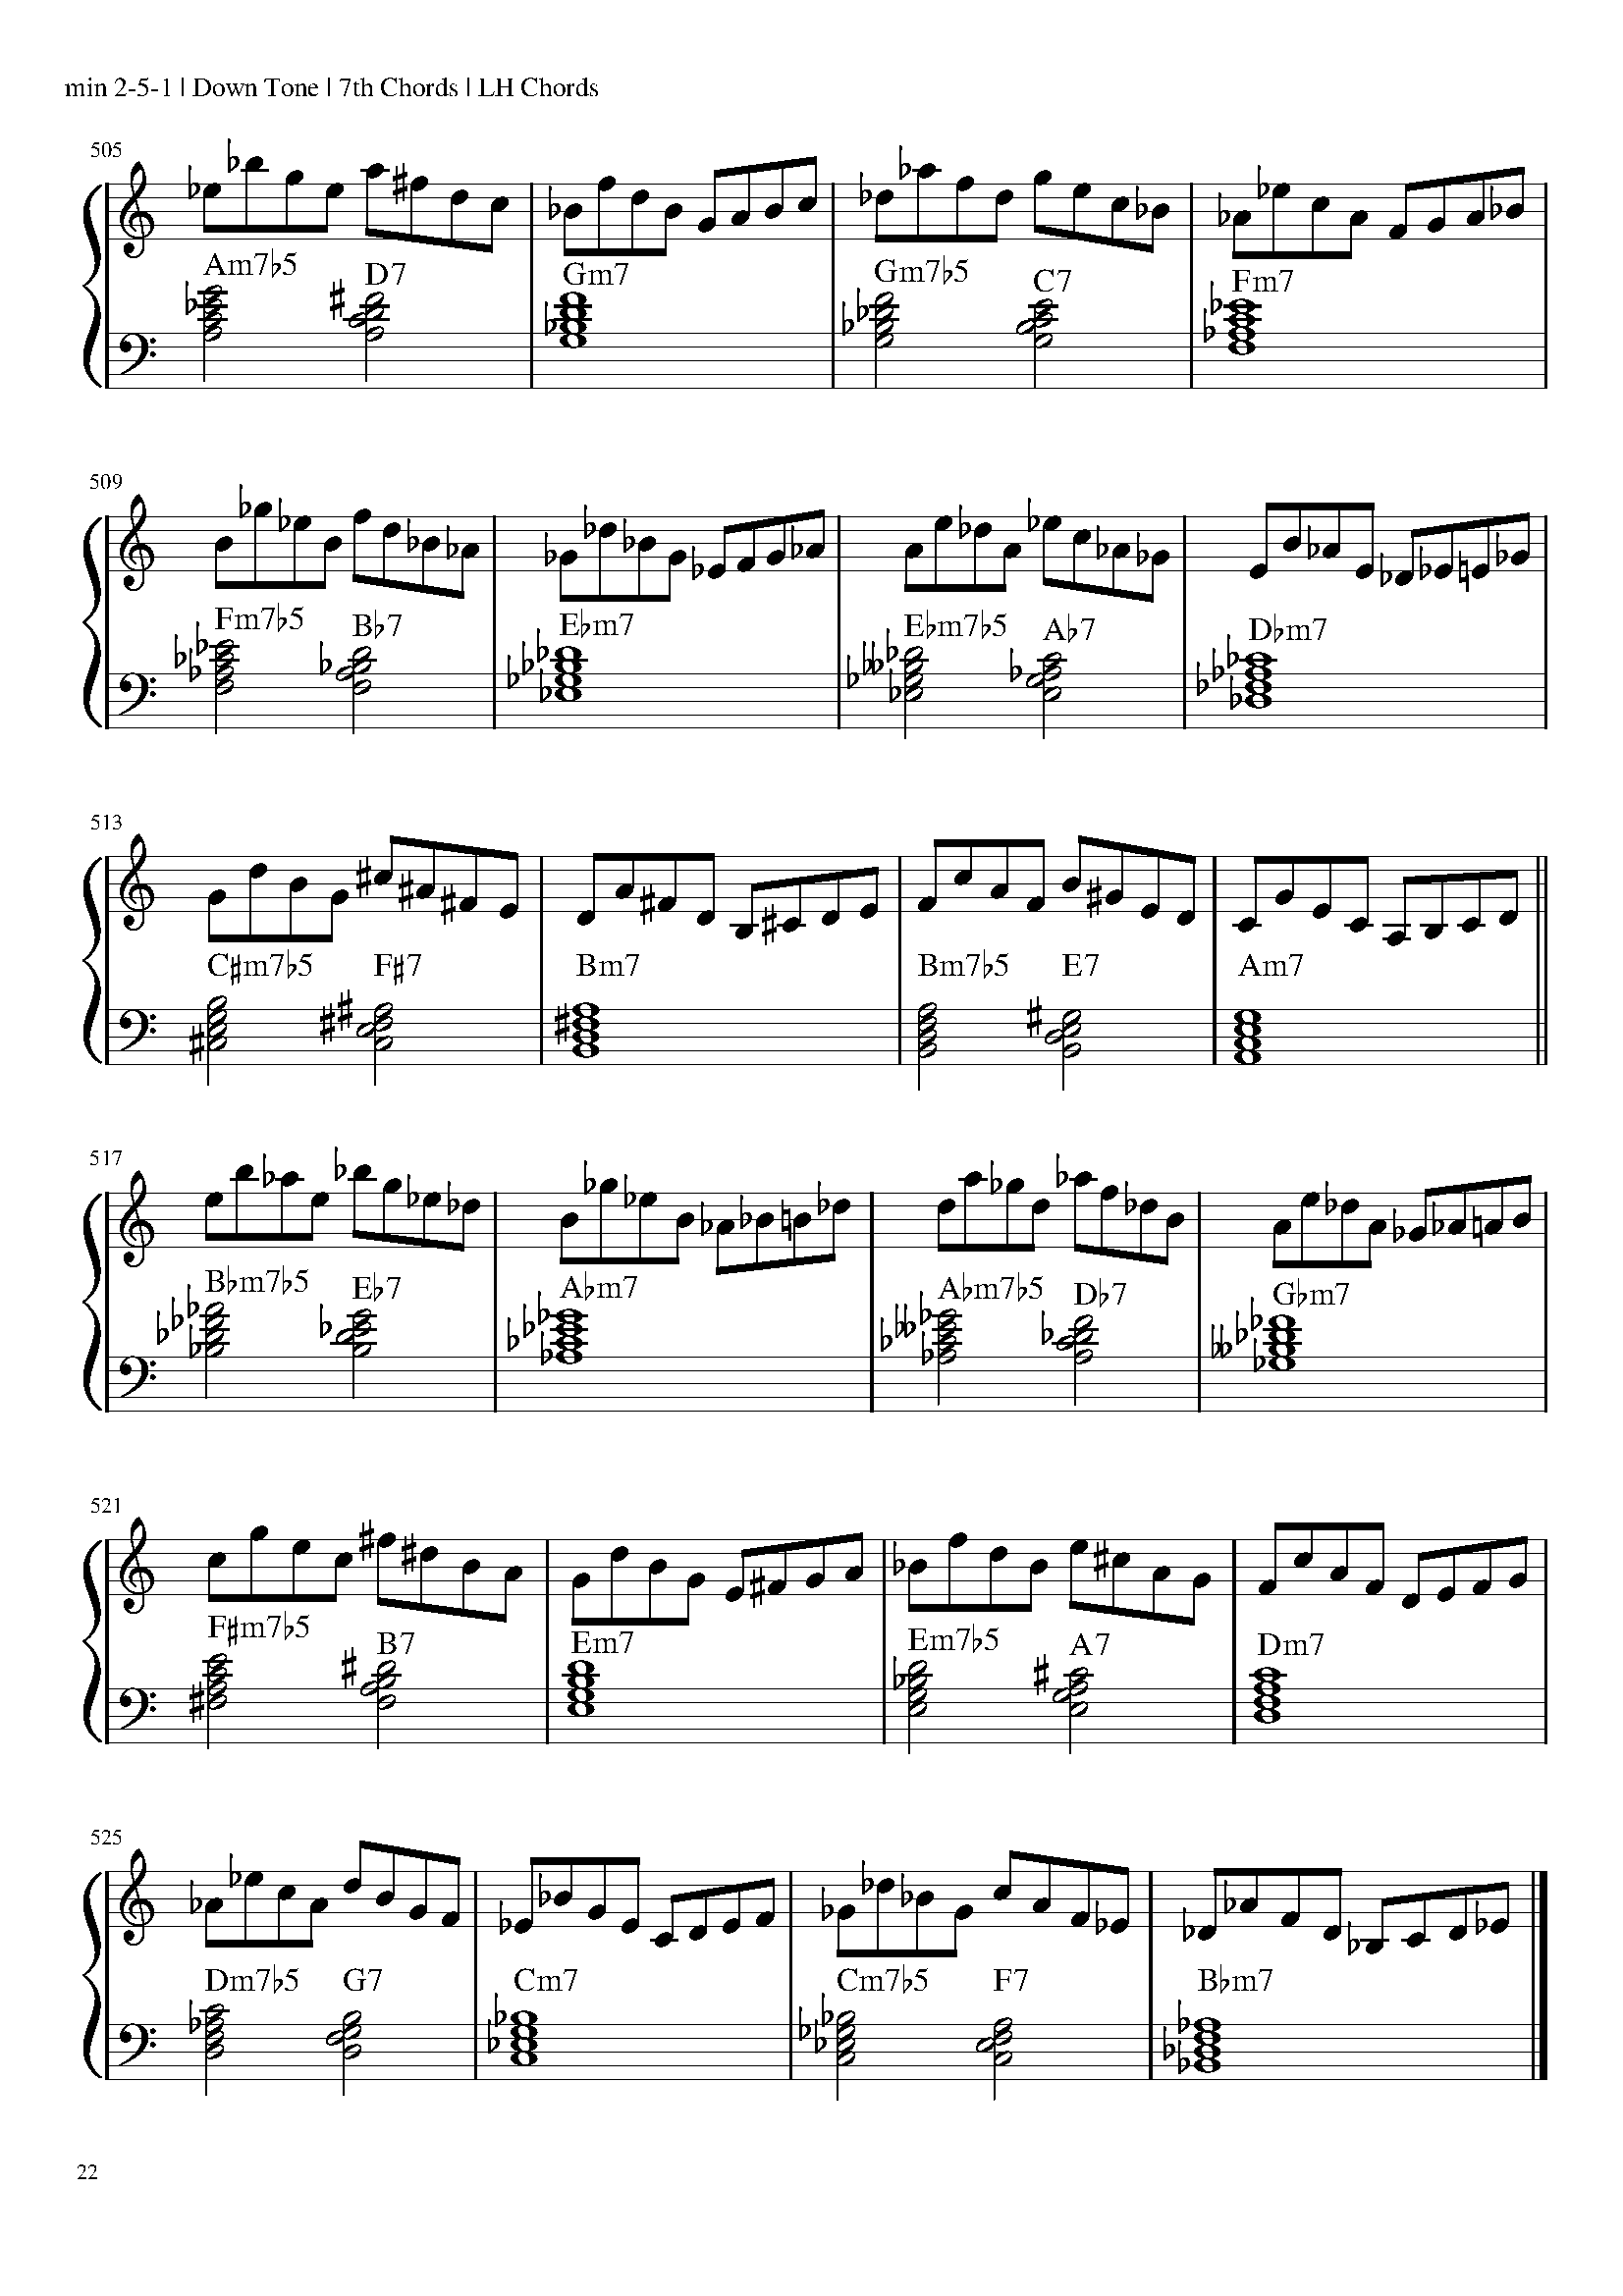 min 2-5-1 | Down Tone | 7th Chords | LH Chords
505
Am7♭5 D7 Gm7 Gm7♭5 C7 Fm7
509
Fm7♭5 B♭7 E♭m7 E♭m7♭5 A♭7 D♭m7
513
C♯m7♭5 F♯7 Bm7 Bm7♭5 E7 Am7
517
B♭m7♭5 E♭7 A♭m7 A♭m7♭5 D♭7 G♭m7
521
F♯m7♭5 B7 Em7 Em7♭5 A7 Dm7
525
Dm7♭5 G7 Cm7 Cm7♭5 F7 B♭m7
22